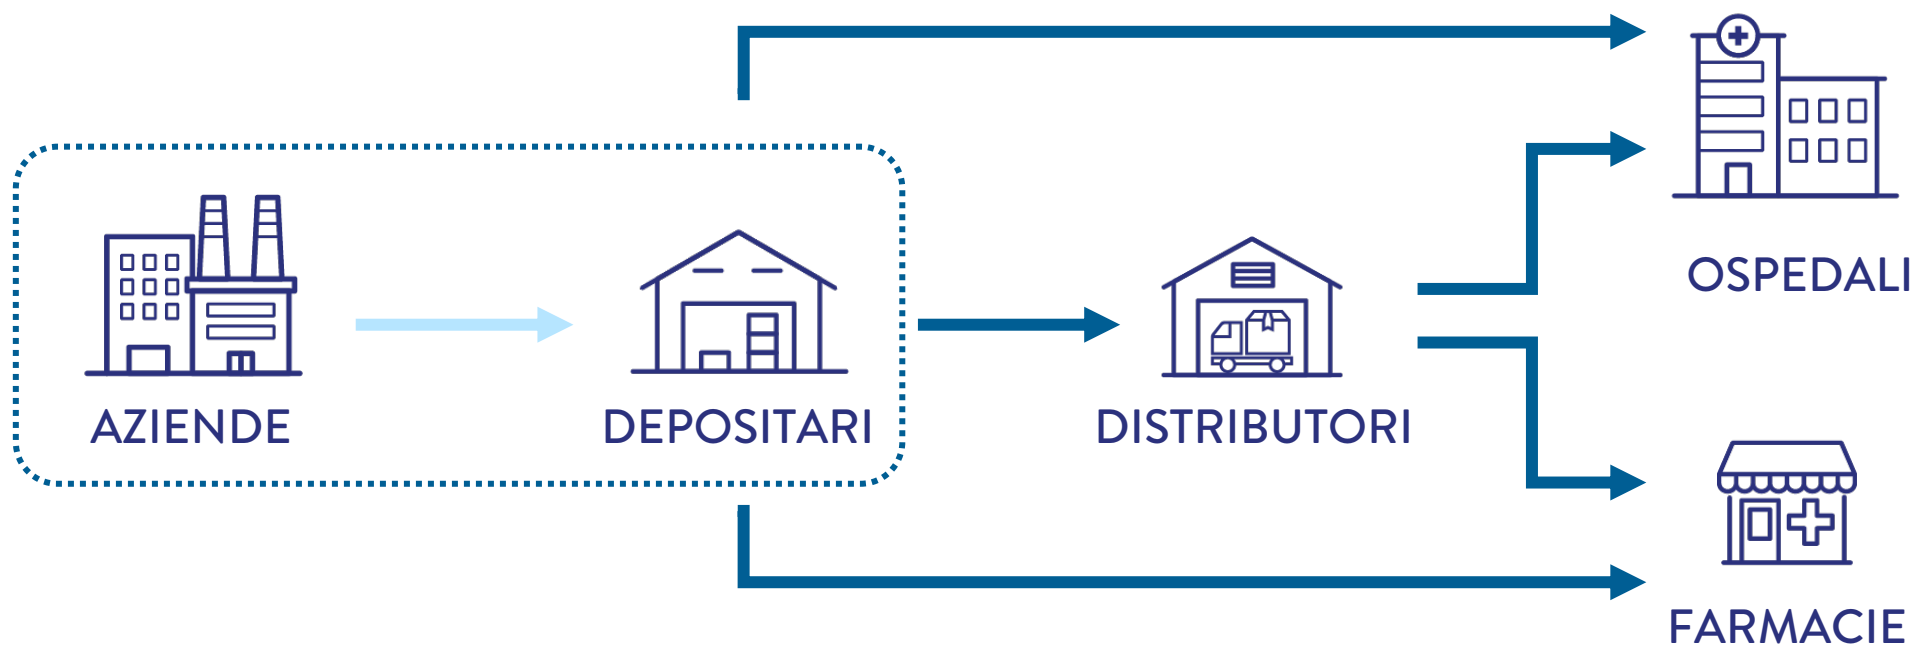 AZIENDE
DEPOSITARI
DISTRIBUTORI
OSPEDALI
FARMACIE